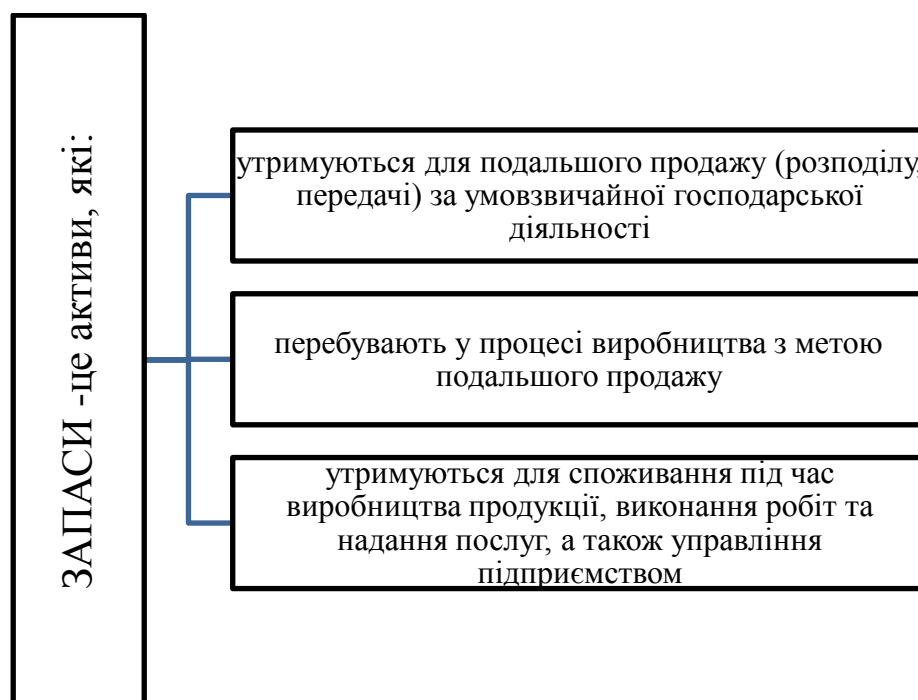 ЗАПАСИ -це активи, які:
утримуються для подальшого продажу (розподілу,
передачі) за умовзвичайної господарської
діяльності
перебувають у процесі виробництва з метою
подальшого продажу
утримуються для споживання під час
виробництва продукції, виконання робіт та
надання послуг, а також управління
підприємством